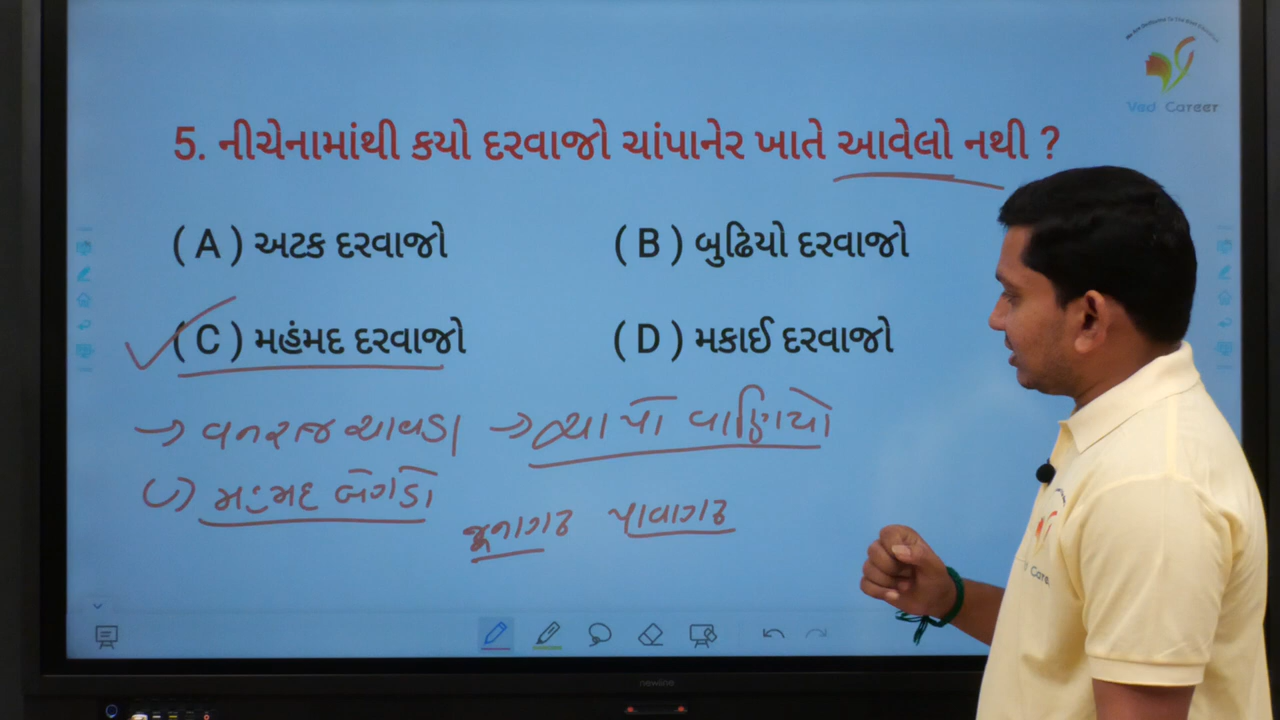 Ved Career
5. નીચેનામાંથી કયો દરવાજો ચાંપાનેર ખાતે આવેલો નથી ?
( A ) અટક દરવાજો ( B ) બુઢિયો દરવાજો
( C ) મહંમદ દરવાજો ( D ) મકાઈ દરવાજો
→ વનરાજ ચાવડા → ચાંપો વાણિયો
↳ મહંમદ બેગડો
જૂનાગઢ પાવાગઢ
newline